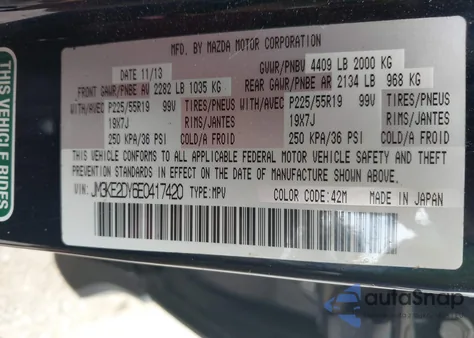 THIS VEHICLE RIDES
MFD. BY MAZDA MOTOR CORPORATION
DATE 11/13 GVWR/PNBV 4409 LB 2000 KG
FRONT GAWR/PNBE AV 2282 LB 1035 KG REAR GAWR/PNBE AR 2134 LB 968 KG
WITH/AVEC P225/55R19 99V TIRES/PNEUS WITH/AVEC P225/55R19 99V TIRES/PNEUS
19X7J RIMS/JANTES 19X7J RIMS/JANTES
250 KPA/36 PSI COLD/A FROID 250 KPA/36 PSI COLD/A FROID
THIS VEHICLE CONFORMS TO ALL APPLICABLE FEDERAL MOTOR VEHICLE SAFETY AND
THEFT PREVENTION STANDARDS IN EFFECT ON THE DATE OF MANUFACTURE SHOWN ABOVE.
VIN: JM3KE2DY6E0417420 TYPE: MPV COLOR CODE: 42M MADE IN JAPAN
autoSnap